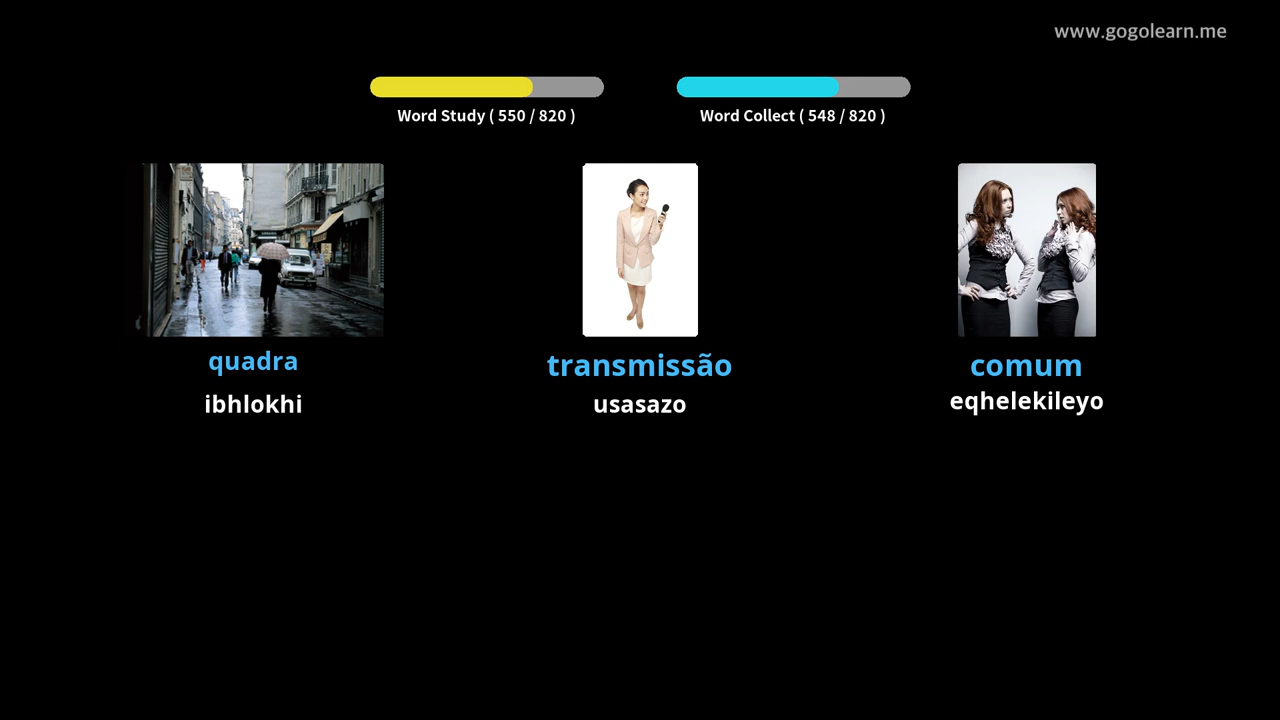 www.gogolearn.me
Word Study ( 550 / 820 )
Word Collect ( 548 / 820 )
quadra
ibhlokhi
transmissão
usasazo
comum
eqhelekileyo